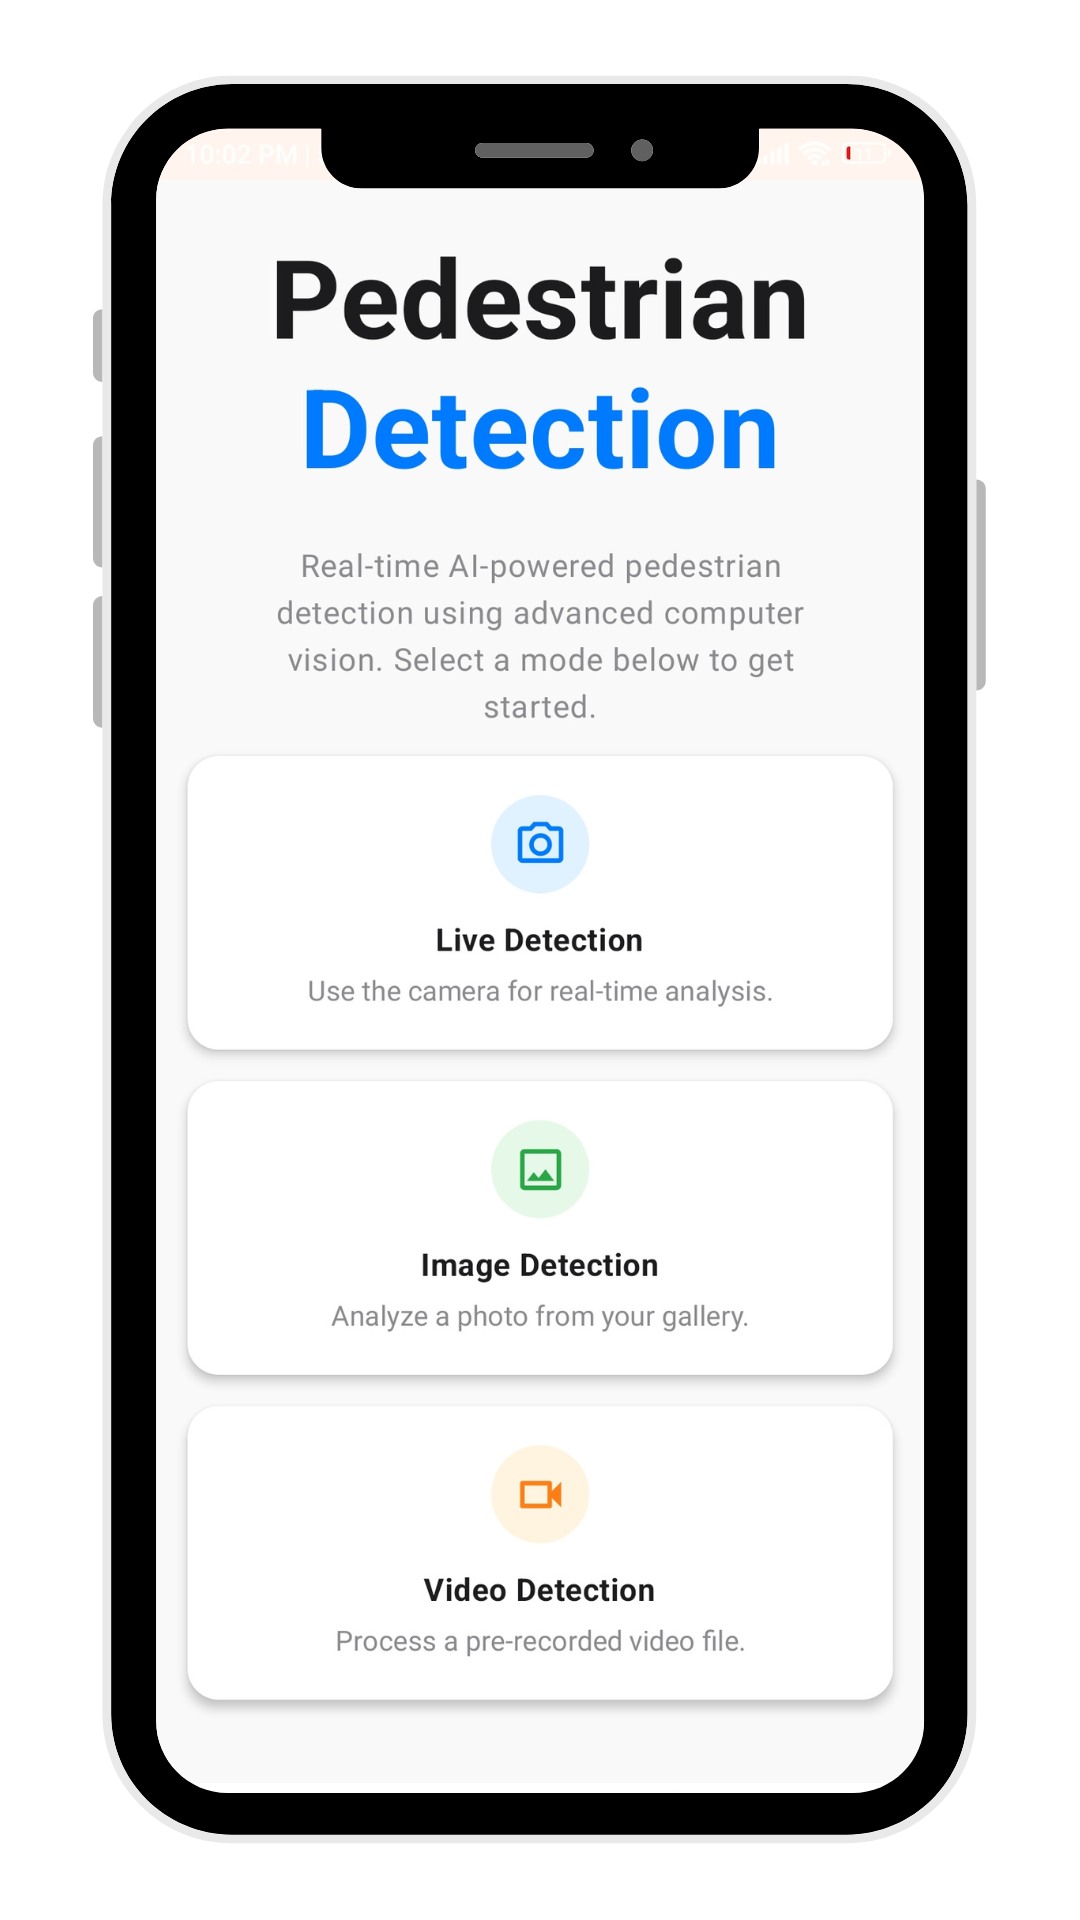 10:02 PM
Pedestrian
Detection
Real-time AI-powered pedestrian
detection using advanced computer
vision. Select a mode below to get
started.
Live Detection
Use the camera for real-time analysis.
Image Detection
Analyze a photo from your gallery.
Video Detection
Process a pre-recorded video file.